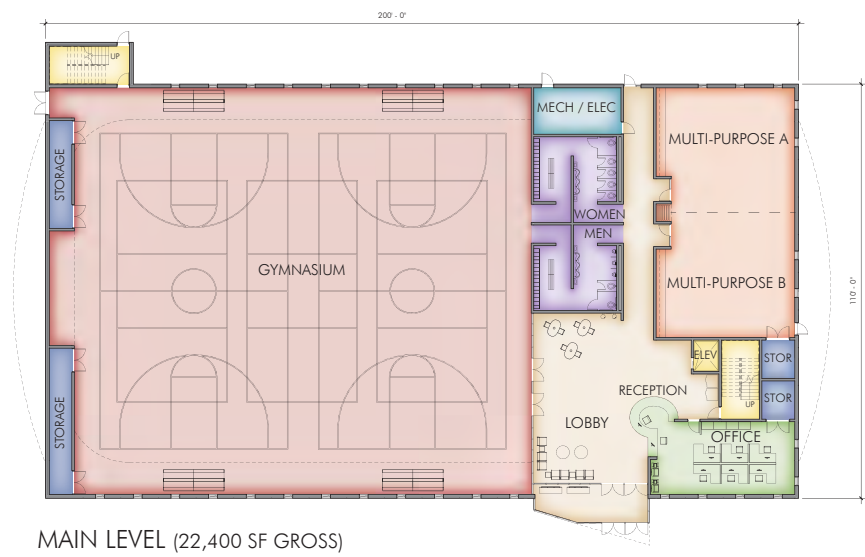 200' - 0"
UP
MECH / ELEC
MULTI-PURPOSE A
STORAGE
WOMEN
MEN
GYMNASIUM
MULTI-PURPOSE B
110' - 0"
ELEV
STOR
RECEPTION
STOR
UP
STORAGE
LOBBY
OFFICE
MAIN LEVEL (22,400 SF GROSS)